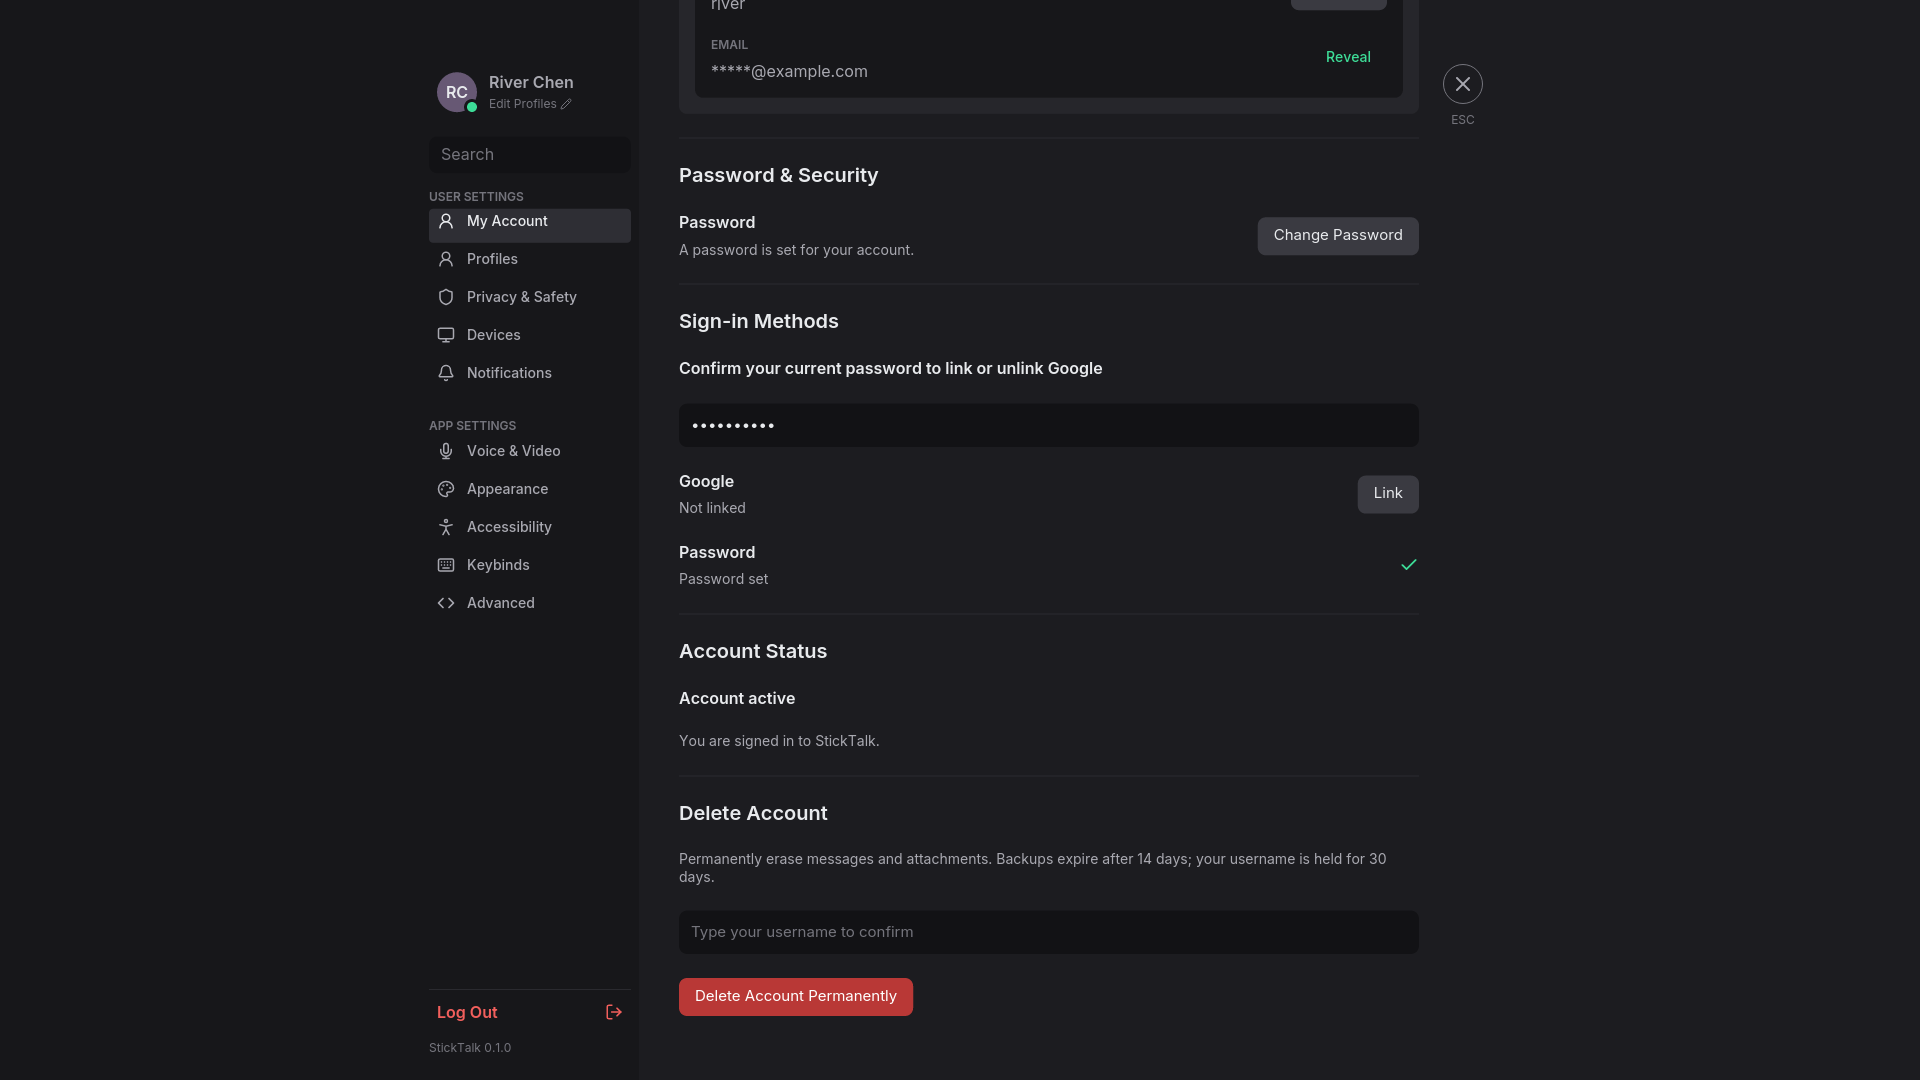 River Chen
Edit Profiles
RC
Search
USER SETTINGS
My Account
Profiles
Privacy & Safety
Devices
Notifications
APP SETTINGS
Voice & Video
Appearance
Accessibility
Keybinds
Advanced
Log Out
StickTalk 0.1.0
river
EMAIL
*****@example.com
Reveal
Password & Security
Password
A password is set for your account.
Change Password
Sign-in Methods
Confirm your current password to link or unlink Google
••••••••••
Google
Not linked
Link
Password
Password set
Account Status
Account active
You are signed in to StickTalk.
Delete Account
Permanently erase messages and attachments. Backups expire after 14 days; your username is held for 30
days.
Type your username to confirm
Delete Account Permanently
ESC